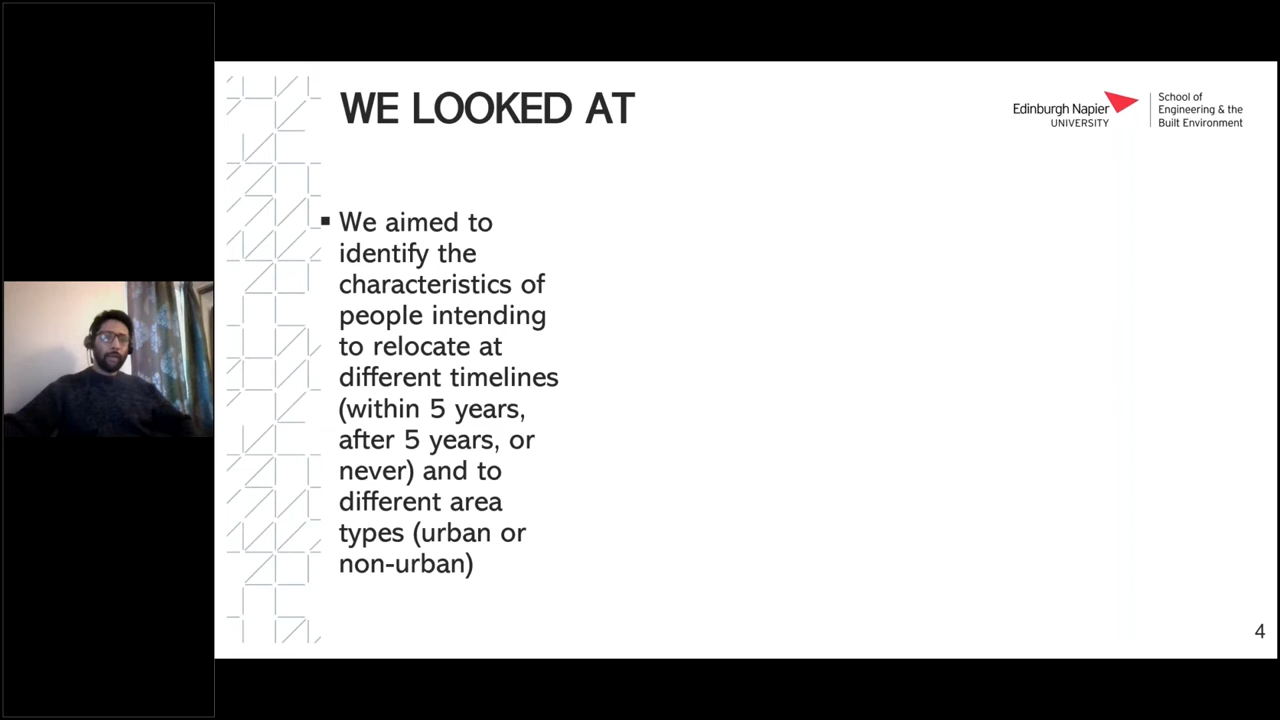 WE LOOKED AT
Edinburgh Napier
UNIVERSITY
School of
Engineering & the
Built Environment
▪ We aimed to
identify the
characteristics of
people intending
to relocate at
different timelines
(within 5 years,
after 5 years, or
never) and to
different area
types (urban or
non-urban)
4